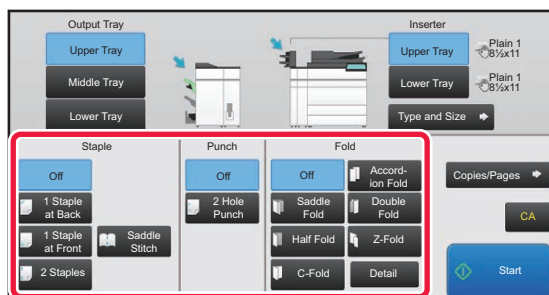 Output Tray
Inserter
Upper Tray
Upper Tray
Plain 1
8½x11
Middle Tray
Lower Tray
Plain 1
8½x11
Lower Tray
Type and Size
Staple
Punch
Fold
Off
Off
Accord-
ion Fold
Copies/Pages
1 Staple
at Back
2 Hole
Punch
Saddle
Fold
Double
Fold
CA
1 Staple
at Front
Saddle
Stitch
Half Fold
Z-Fold
2 Staples
C-Fold
Detail
Start